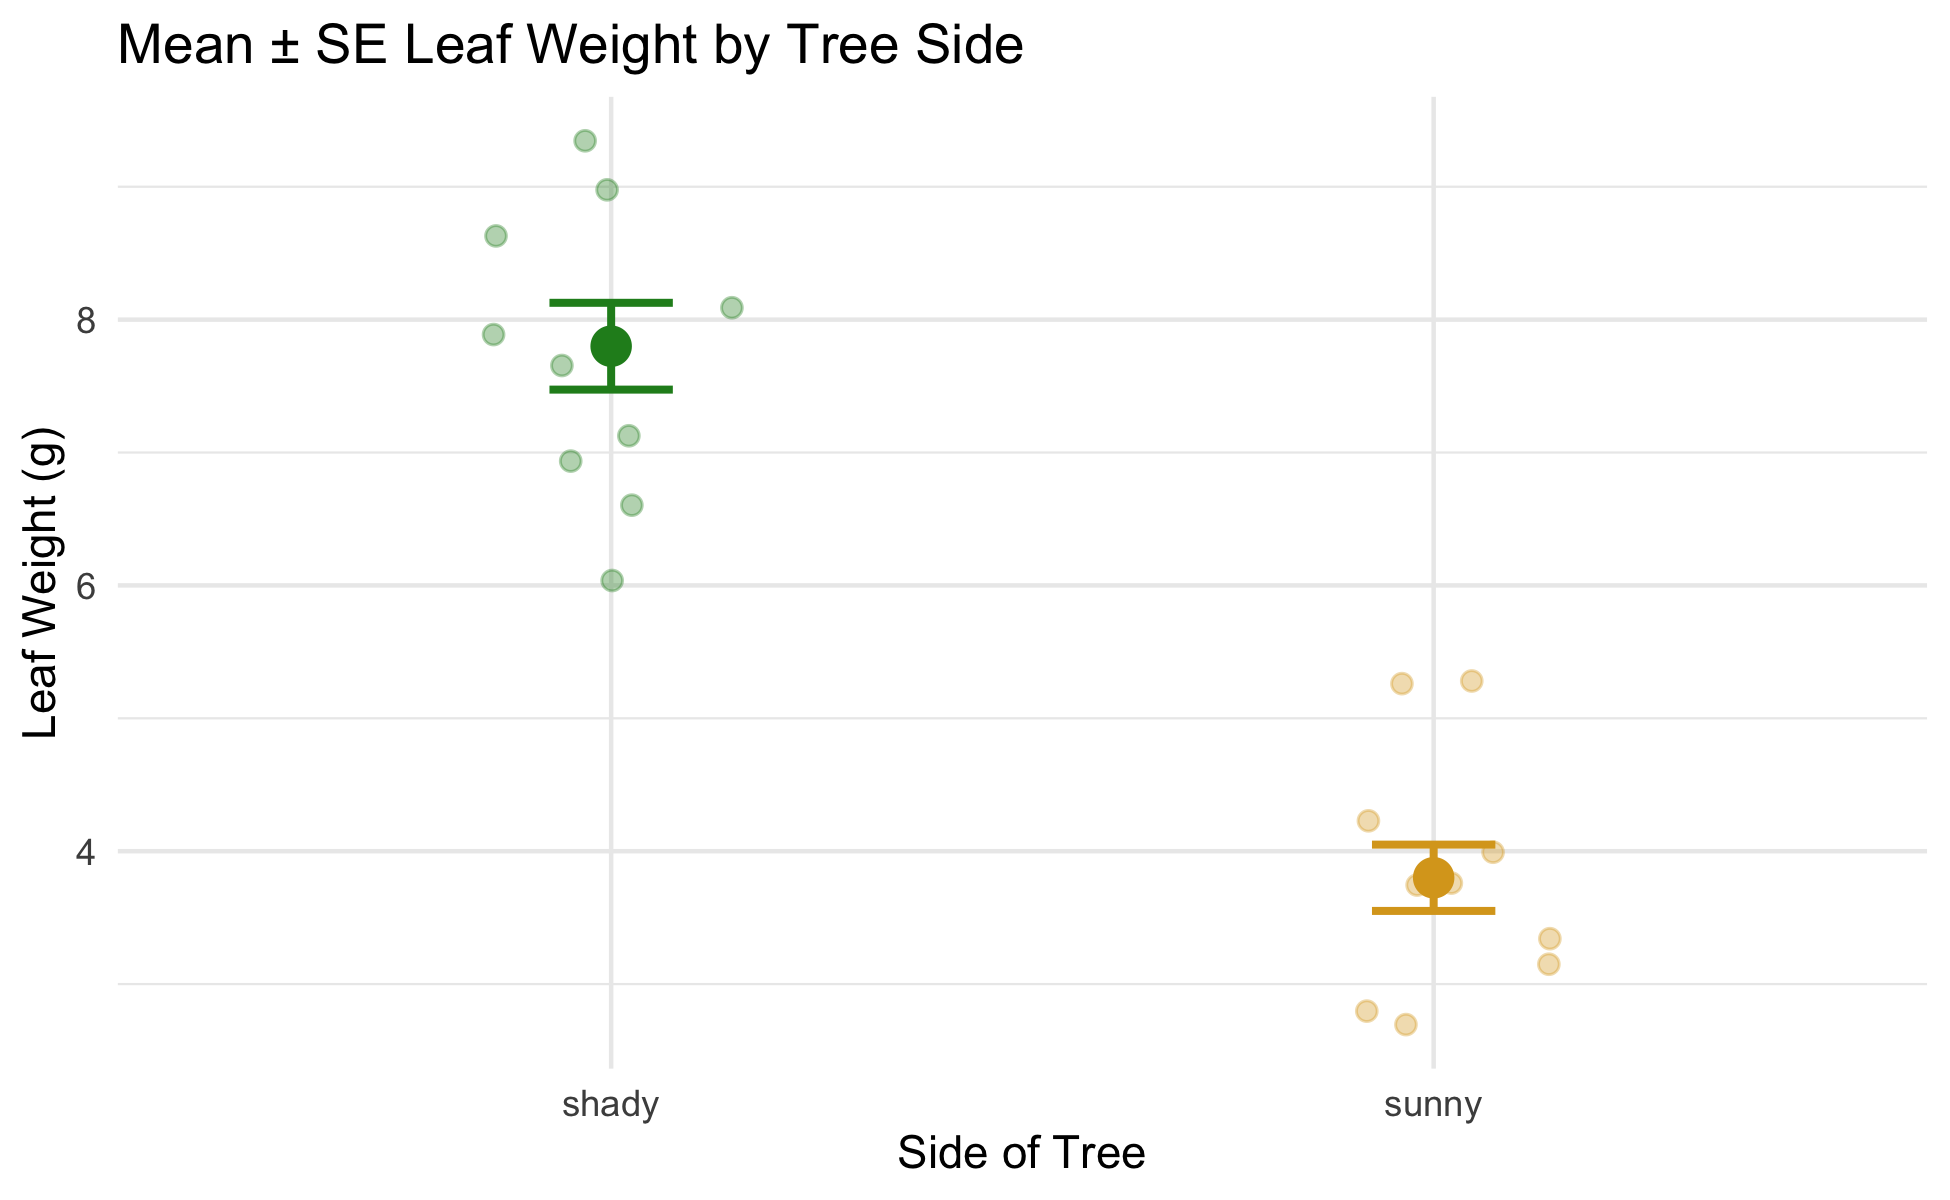 Mean ± SE Leaf Weight by Tree Side
Leaf Weight (g)
8
6
4
shady
sunny
Side of Tree